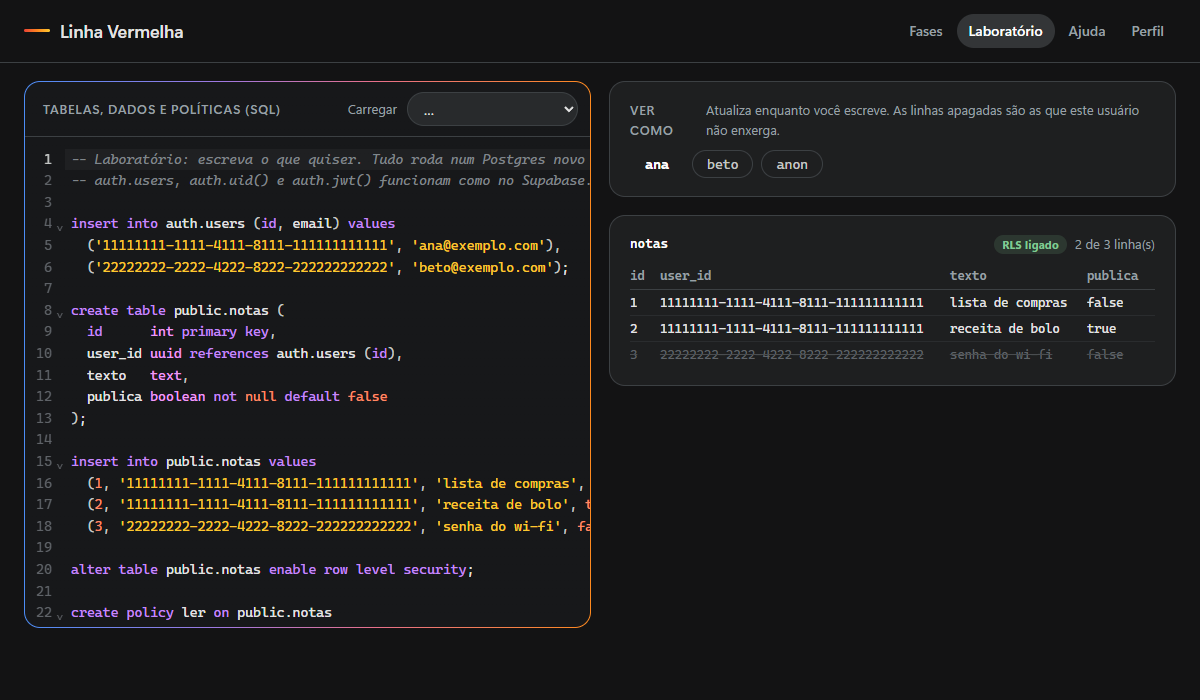 Linha Vermelha
Fases
Laboratório
Ajuda
Perfil
TABELAS, DADOS E POLÍTICAS (SQL)
Carregar
...
1 -- Laboratório: escreva o que quiser. Tudo roda num Postgres novo
2 -- auth.users, auth.uid() e auth.jwt() funcionam como no Supabase.
3
4 insert into auth.users (id, email) values
5 ('11111111-1111-4111-8111-111111111111', 'ana@exemplo.com'),
6 ('22222222-2222-4222-8222-222222222222', 'beto@exemplo.com');
7
8 create table public.notas (
9 id int primary key,
10 user_id uuid references auth.users (id),
11 texto text,
12 publica boolean not null default false
13 );
14
15 insert into public.notas values
16 (1, '11111111-1111-4111-8111-111111111111', 'lista de compras',
17 (2, '11111111-1111-4111-8111-111111111111', 'receita de bolo',
18 (3, '22222222-2222-4222-8222-222222222222', 'senha do wi-fi',
19
20 alter table public.notas enable row level security;
21
22 create policy ler on public.notas
VER COMO
Atualiza enquanto você escreve. As linhas apagadas são as que este usuário
não enxerga.
ana
beto
anon
notas
RLS ligado
2 de 3 linha(s)
id user_id texto publica
1 11111111-1111-4111-8111-111111111111 lista de compras false
2 11111111-1111-4111-8111-111111111111 receita de bolo true
3 22222222-2222-4222-8222-222222222222 senha do wi-fi false